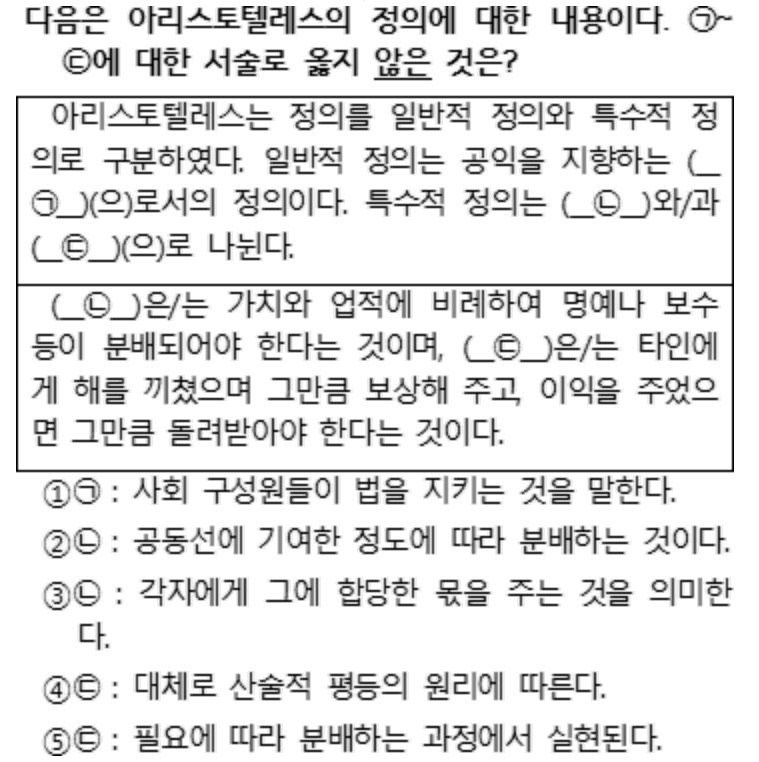 다음은 아리스토텔레스의 정의에 대한 내용이다. ㉠~
㉢에 대한 서술로 옳지 않은 것은?
아리스토텔레스는 정의를 일반적 정의와 특수적 정
의로 구분하였다. 일반적 정의는 공익을 지향하는 (_
㉠_)(으)로서의 정의이다. 특수적 정의는 (_㉡_)와/과
(_㉢_)(으)로 나뉜다.
(_㉡_)은/는 가치와 업적에 비례하여 명예나 보수
등이 분배되어야 한다는 것이며, (_㉢_)은/는 타인에
게 해를 끼쳤으며 그만큼 보상해 주고, 이익을 주었으
면 그만큼 돌려받아야 한다는 것이다.
①㉠ : 사회 구성원들이 법을 지키는 것을 말한다.
②㉡ : 공동선에 기여한 정도에 따라 분배하는 것이다.
③㉡ : 각자에게 그에 합당한 몫을 주는 것을 의미한
다.
④㉢ : 대체로 산술적 평등의 원리에 따른다.
⑤㉢ : 필요에 따라 분배하는 과정에서 실현된다.